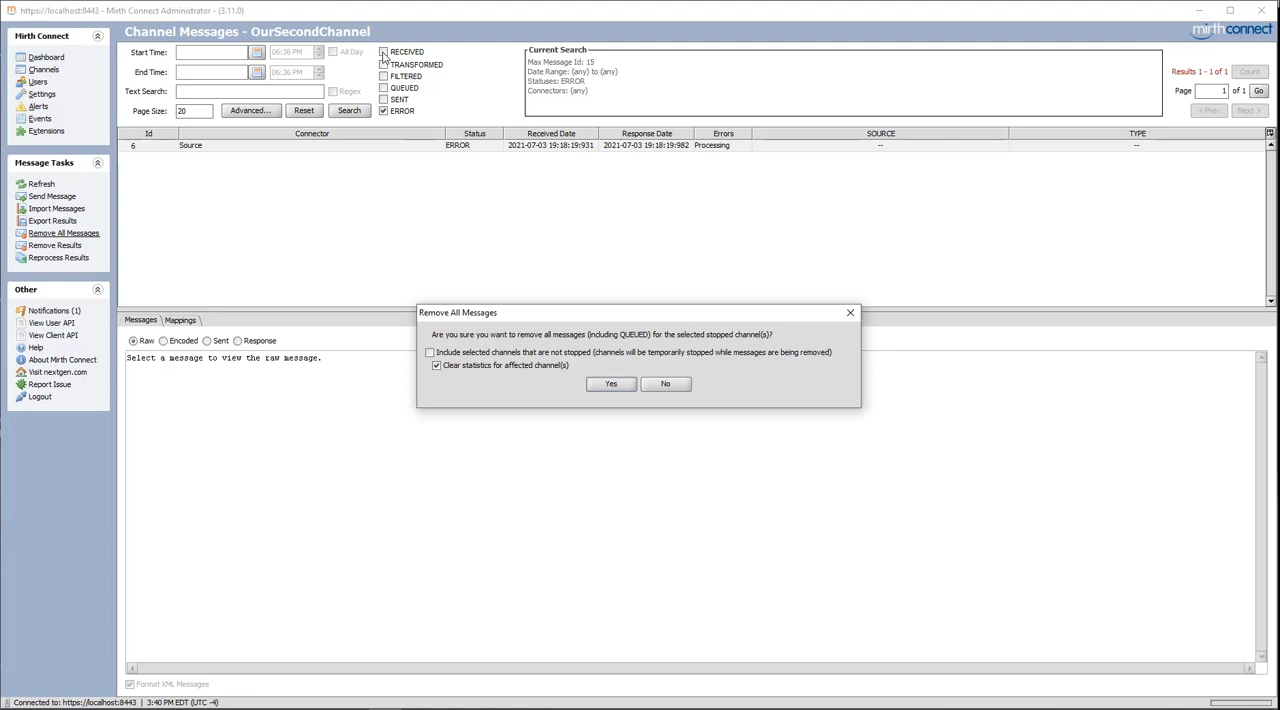 https://localhost:8443 - Mirth Connect Administrator - (3.11.0)
Mirth Connect
Dashboard
Channels
Users
Settings
Alerts
Events
Extensions
Message Tasks
Refresh
Send Message
Import Messages
Export Results
Remove All Messages
Remove Results
Reprocess Results
Other
Notifications (1)
View User API
View Client API
Help
About Mirth Connect
Visit nextgen.com
Report Issue
Logout
Channel Messages - OurSecondChannel
mirthconnect
Start Time: 06:36 PM All Day
End Time: 06:36 PM
Text Search: Regex
Page Size: 20 Advanced... Reset Search
RECEIVED
TRANSFORMED
FILTERED
QUEUED
SENT
ERROR
Current Search
Max Message Id: 15
Date Range: (any) to (any)
Statuses: ERROR
Connectors: (any)
Results 1 - 1 of 1 Count
Page 1 of 1 Go
< Prev Next >
Id Connector Status Received Date Response Date Errors SOURCE TYPE
6 Source ERROR 2021-07-03 19:18:19:931 2021-07-03 19:18:19:982 Processing -- --
Remove All Messages
Are you sure you want to remove all messages (including QUEUED) for the selected stopped channel(s)?
Include selected channels that are not stopped (channels will be temporarily stopped while messages are being removed)
Clear statistics for affected channel(s)
Yes No
Messages Mappings
Raw Encoded Sent Response
Select a message to view the raw message.
Format XML Messages
Connected to: https://localhost:8443 | 3:40 PM EDT (UTC -4)